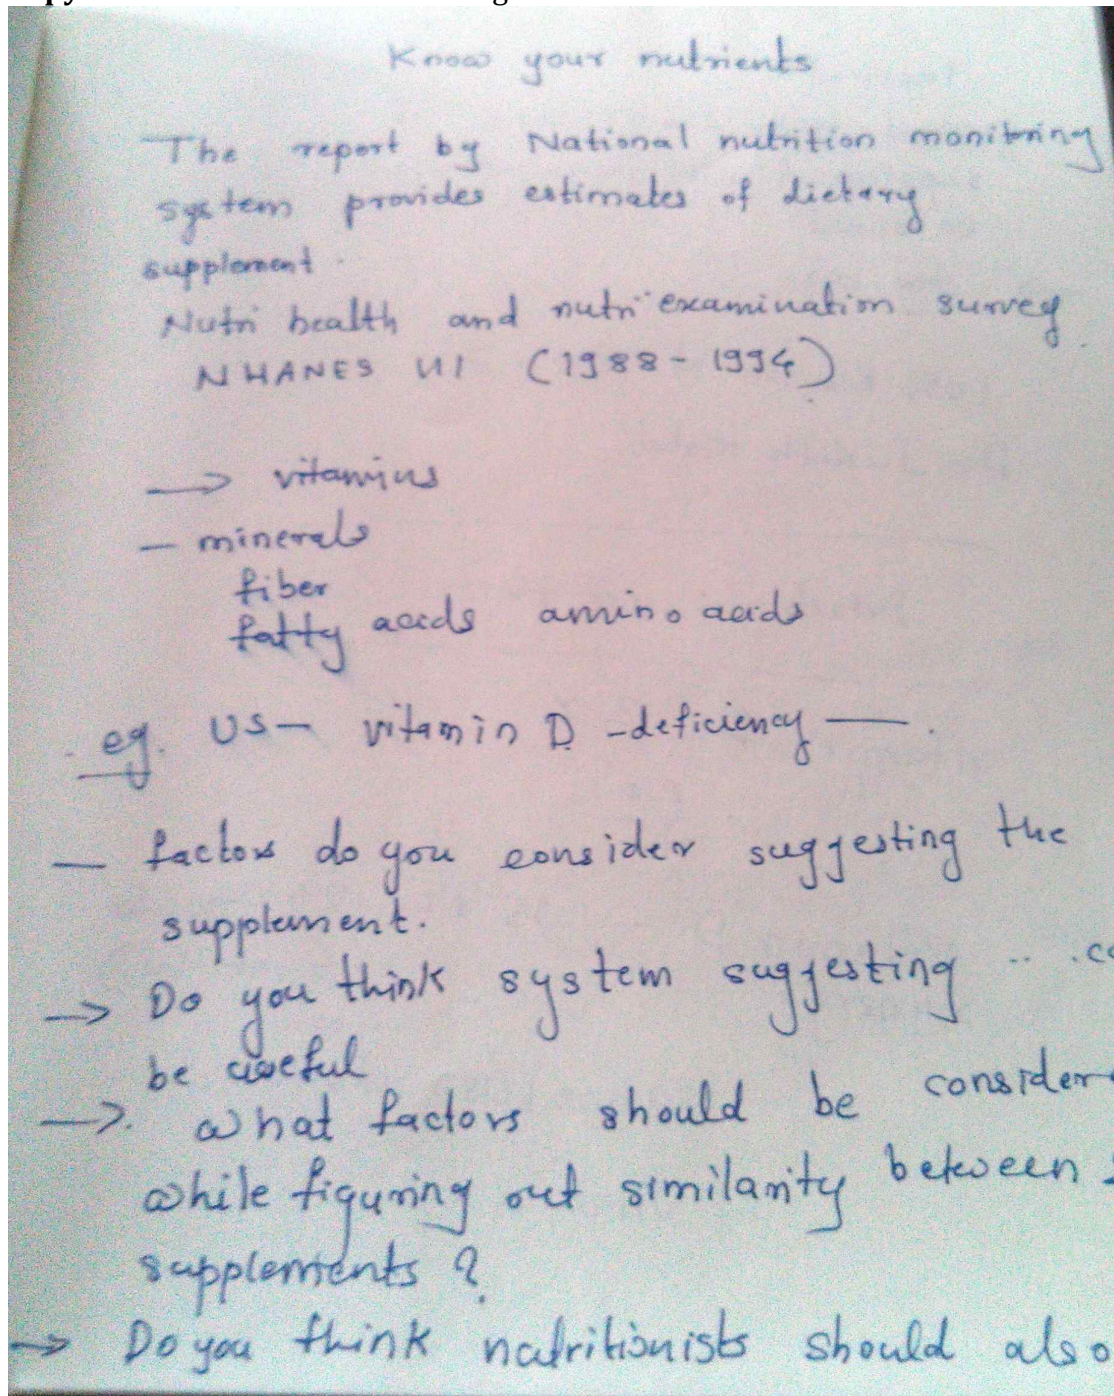 Know your nutrients
The report by National nutrition monitoring
system provides estimates of dietary
supplement
Nutri health and nutri examination survey
NHANES UI (1988-1994)
→ vitamins
— minerals
fiber
fatty acids amino acids
eg. US— vitamin D -deficiency —.
— factors do you consider suggesting the
supplement.
→ Do you think system suggesting
be useful
→. What factors should be
while figuring out similarity between
supplements ?
→ Do you think nutritionists should also